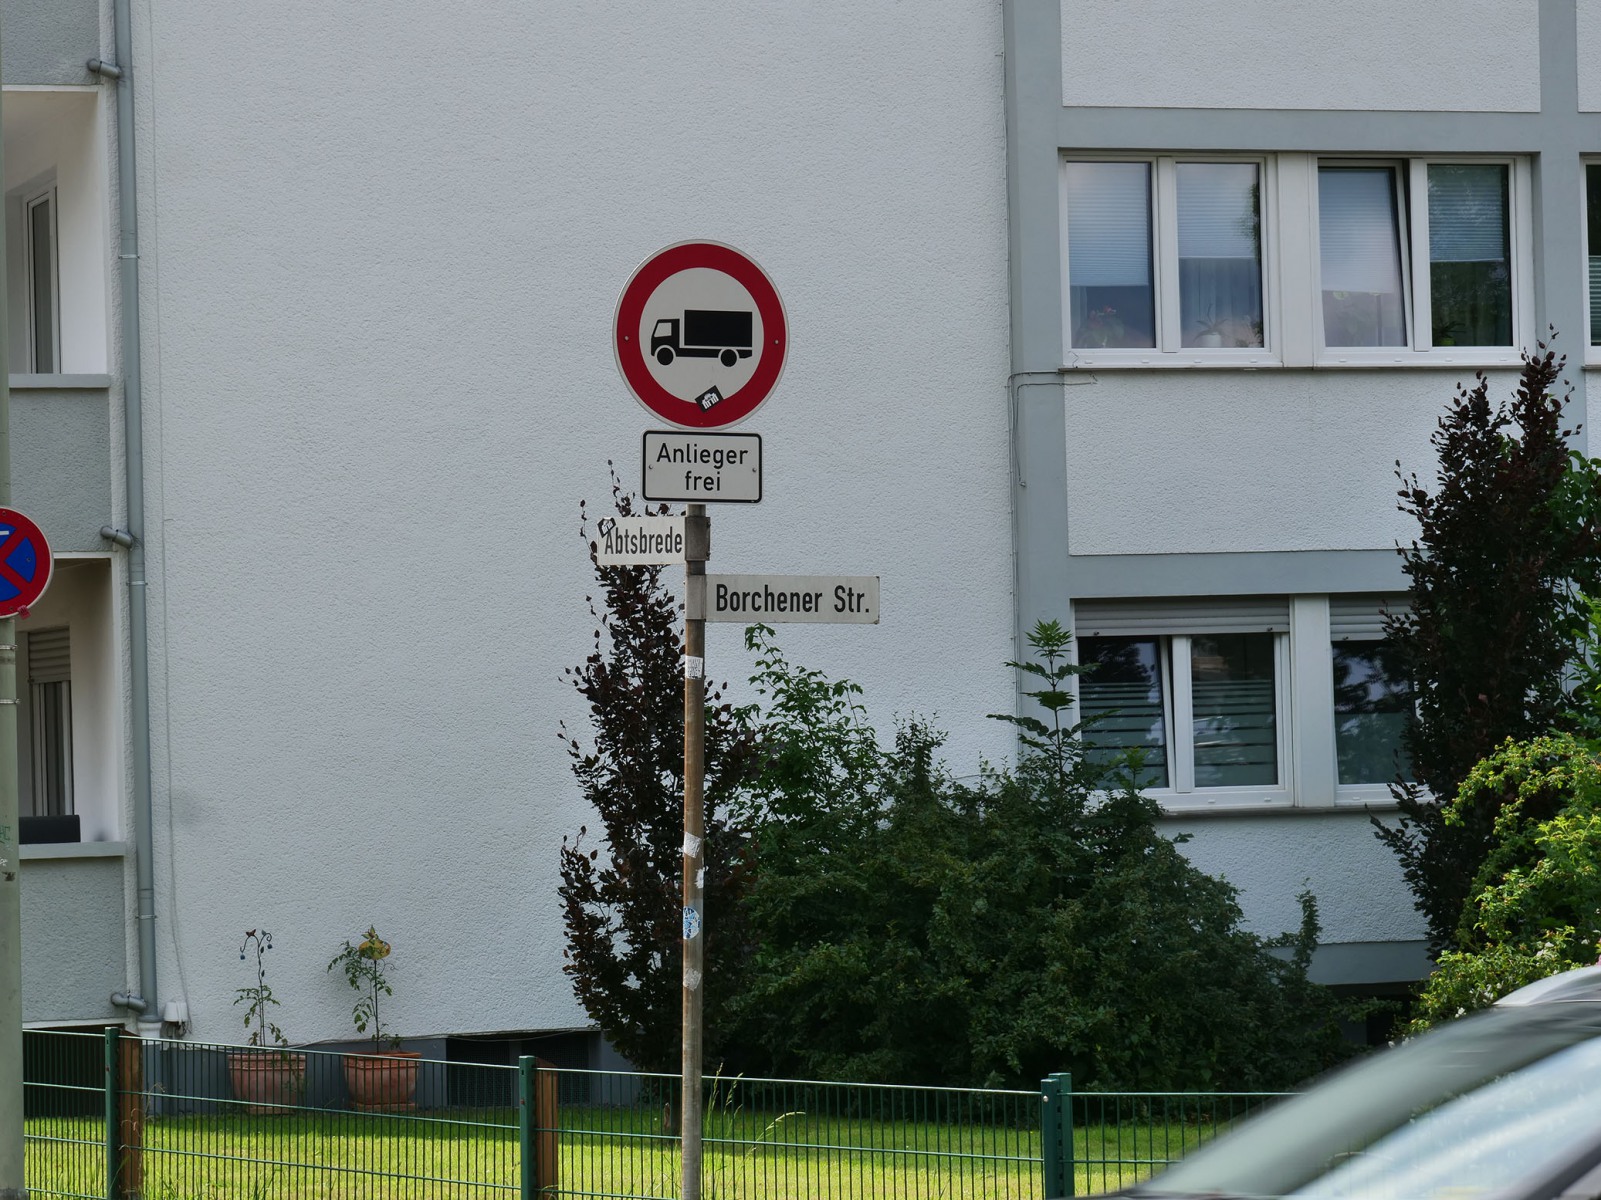 Anlieger
frei
Abtsbrede
Borchener Str.